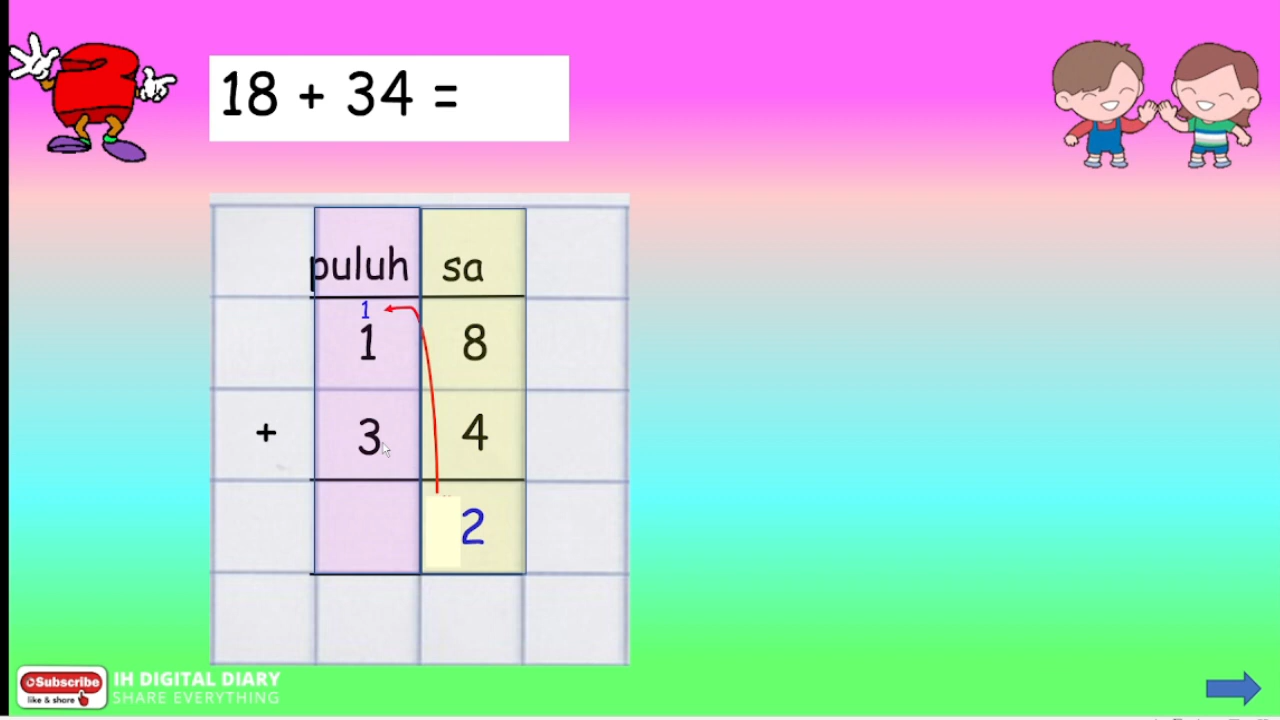 18 + 34 =
puluh sa
1
1 8
+ 3 4
2
Subscribe
like & share
IH DIGITAL DIARY
SHARE EVERYTHING